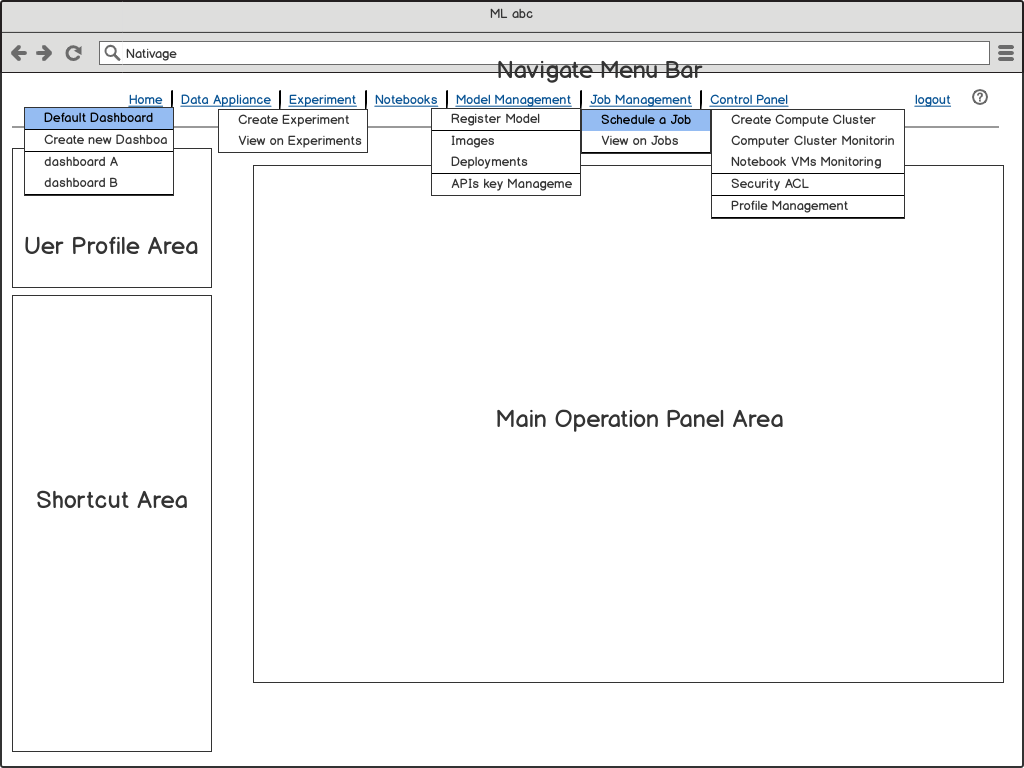 ML abc
Nativage
Navigate Menu Bar
Home
Data Appliance
Experiment
Notebooks
Model Management
Job Management
Control Panel
logout
?
Default Dashboard
Create new Dashboa
dashboard A
dashboard B
Create Experiment
View on Experiments
Register Model
Images
Deployments
APIs key Manageme
Schedule a Job
View on Jobs
Create Compute Cluster
Computer Cluster Monitorin
Notebook VMs Monitoring
Security ACL
Profile Management
Uer Profile Area
Main Operation Panel Area
Shortcut Area